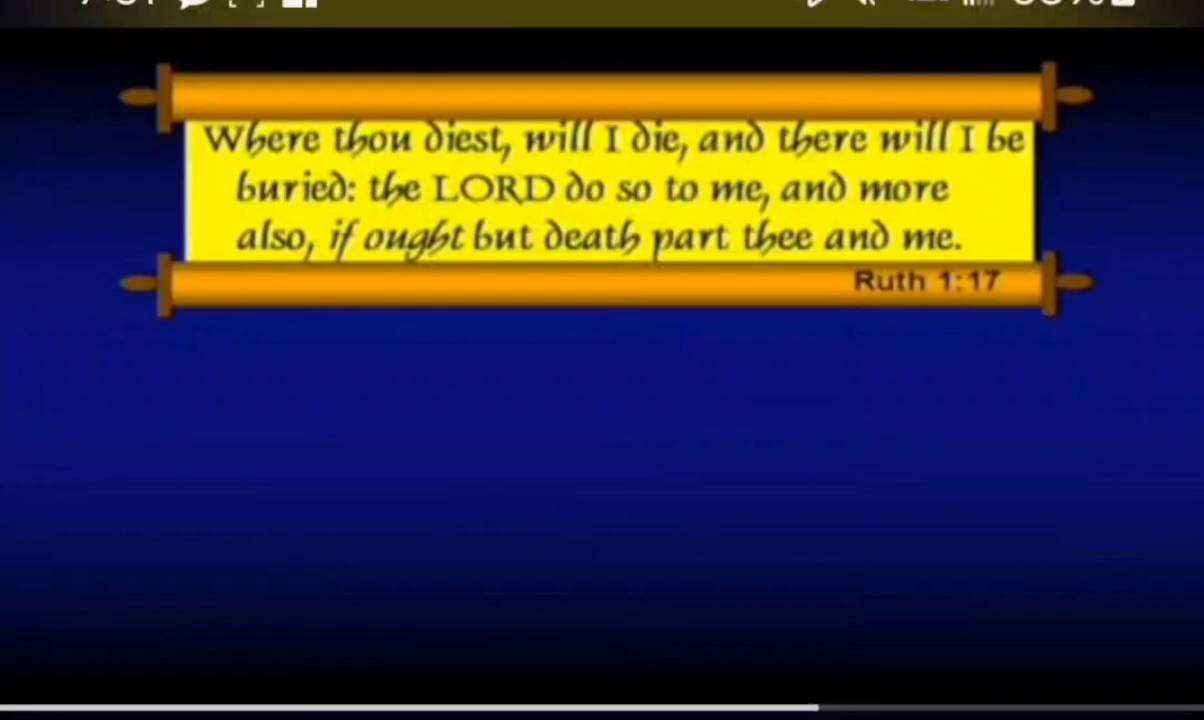 Where thou diest, will I die, and there will I be
buried: the LORD do so to me, and more
also, if ought but death part thee and me.
Ruth 1:17